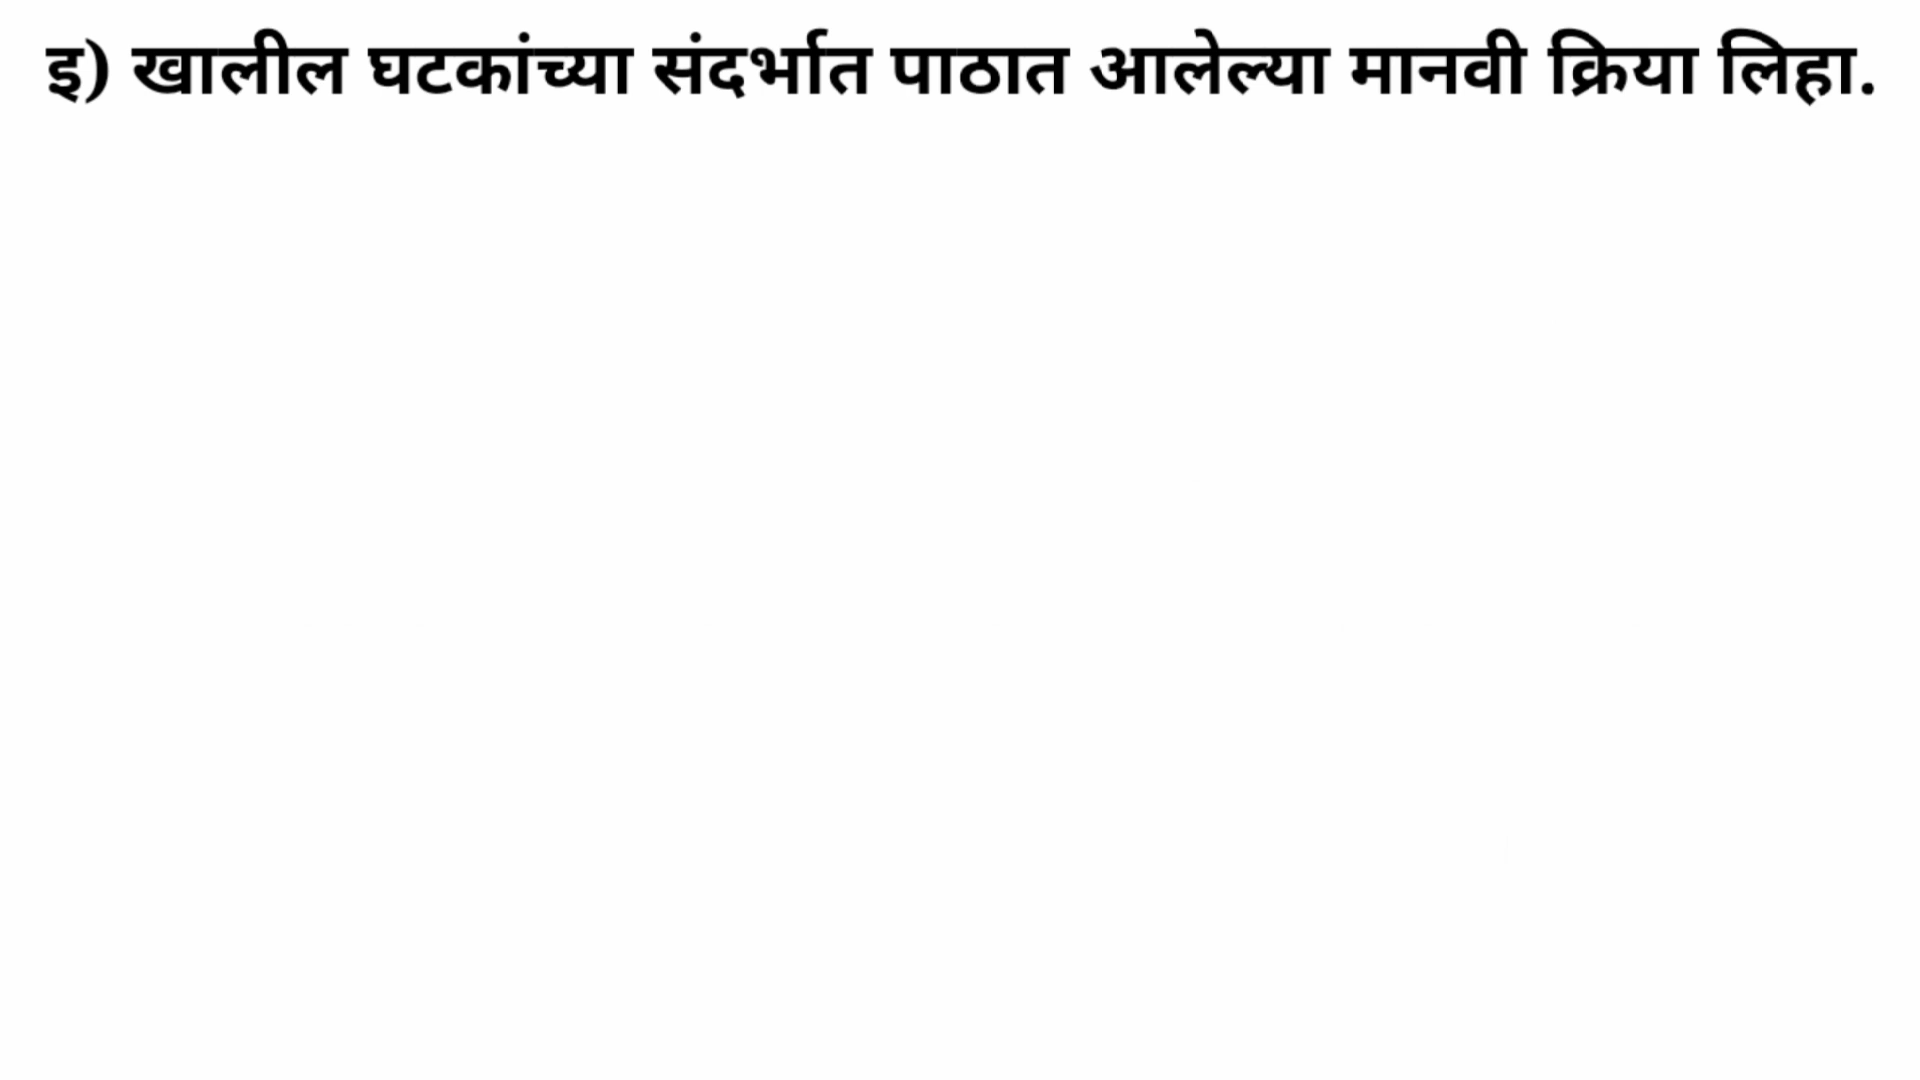 इ) खालील घटकांच्या संदर्भात पाठात आलेल्या मानवी क्रिया लिहा.